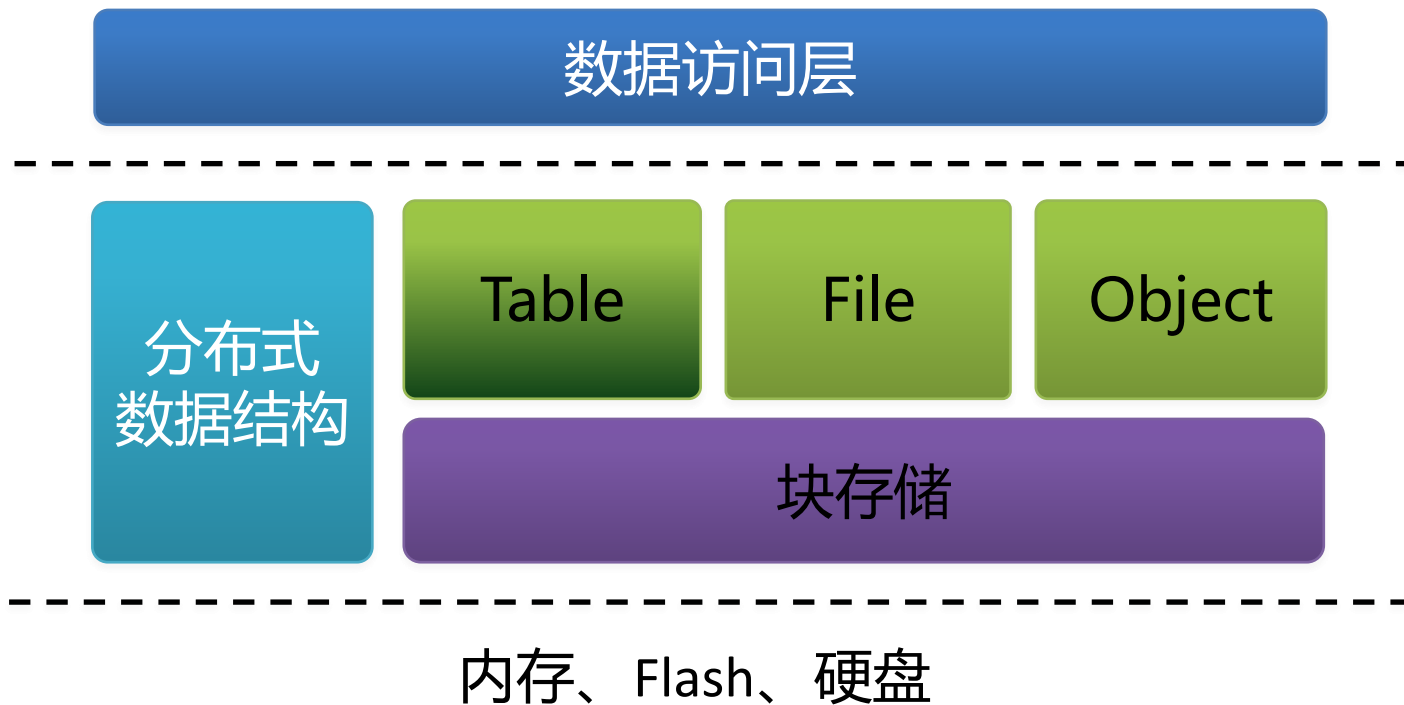 数据访问层
分布式
数据结构
Table
File
Object
块存储
内存、Flash、硬盘